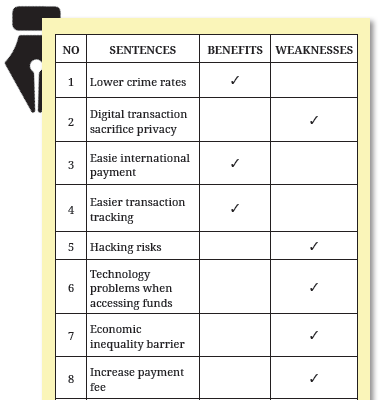 NO SENTENCES BENEFITS WEAKNESSES
1 Lower crime rates ✓
Digital transaction
2 ✓
sacrifice privacy
Easie international
3 ✓
payment
Easier transaction
4 ✓
tracking
5 Hacking risks ✓
Technology
6 problems when ✓
accessing funds
Economic
7 ✓
inequality barrier
Increase payment
8 ✓
fee